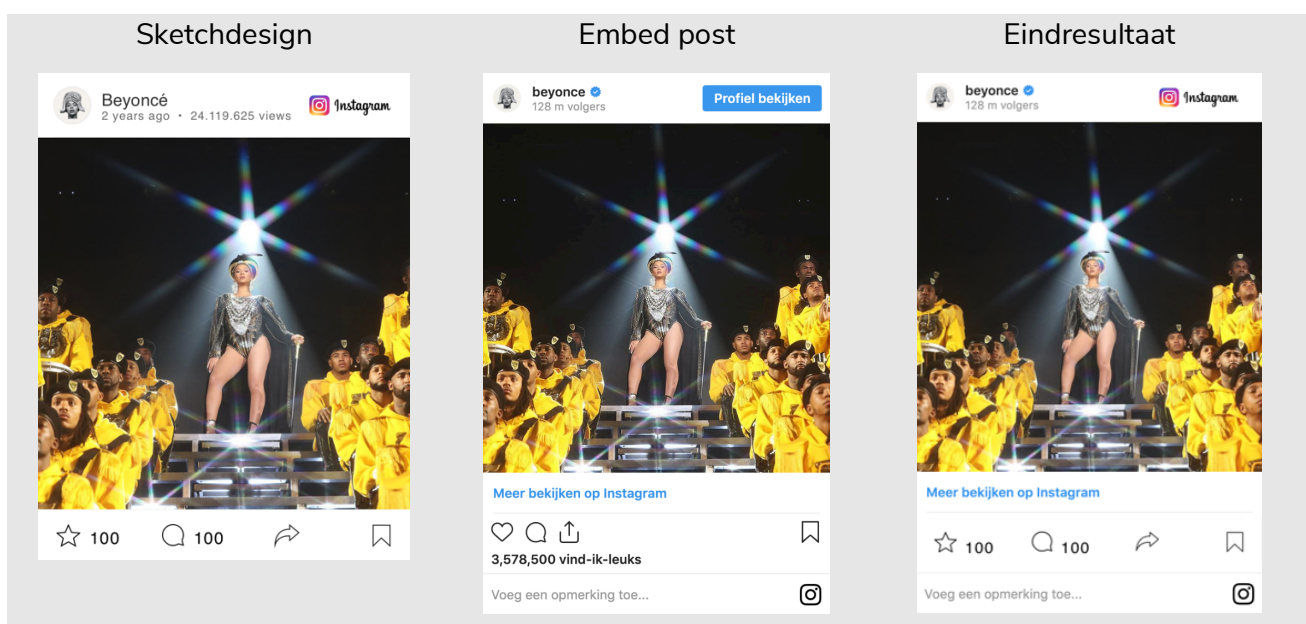 Sketchdesign
Beyoncé
2 years ago • 24.119.625 views
Instagram
100
100
Embed post
beyonce
128 m volgers
Profiel bekijken
Meer bekijken op Instagram
3,578,500 vind-ik-leuks
Voeg een opmerking toe...
Eindresultaat
beyonce
128 m volgers
Instagram
Meer bekijken op Instagram
100
100
Voeg een opmerking toe...